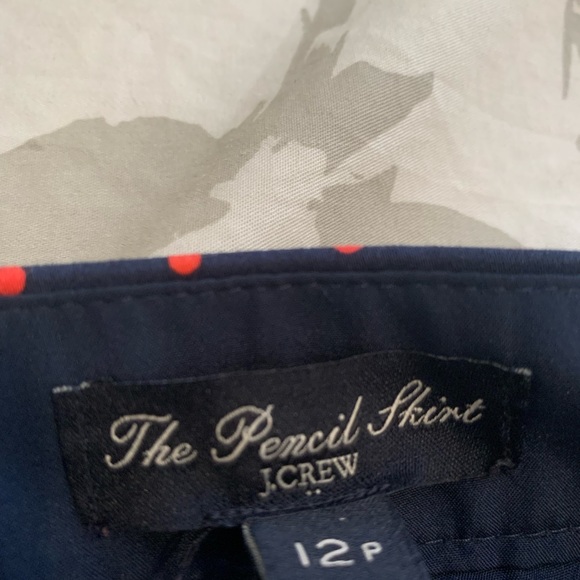 The Pencil Skirt
J.CREW
12P